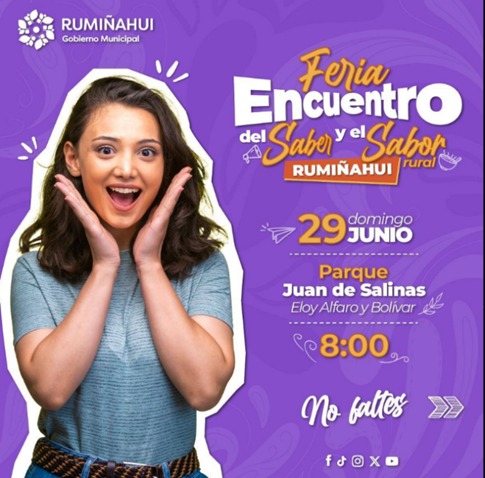 RUMIÑAHUI
Gobierno Municipal
Feria
Encuentro
del Saber y el Sabor
rural
RUMIÑAHUI
29 domingo
JUNIO
Parque
Juan de Salinas
Eloy Alfaro y Bolívar
8:00
No faltes